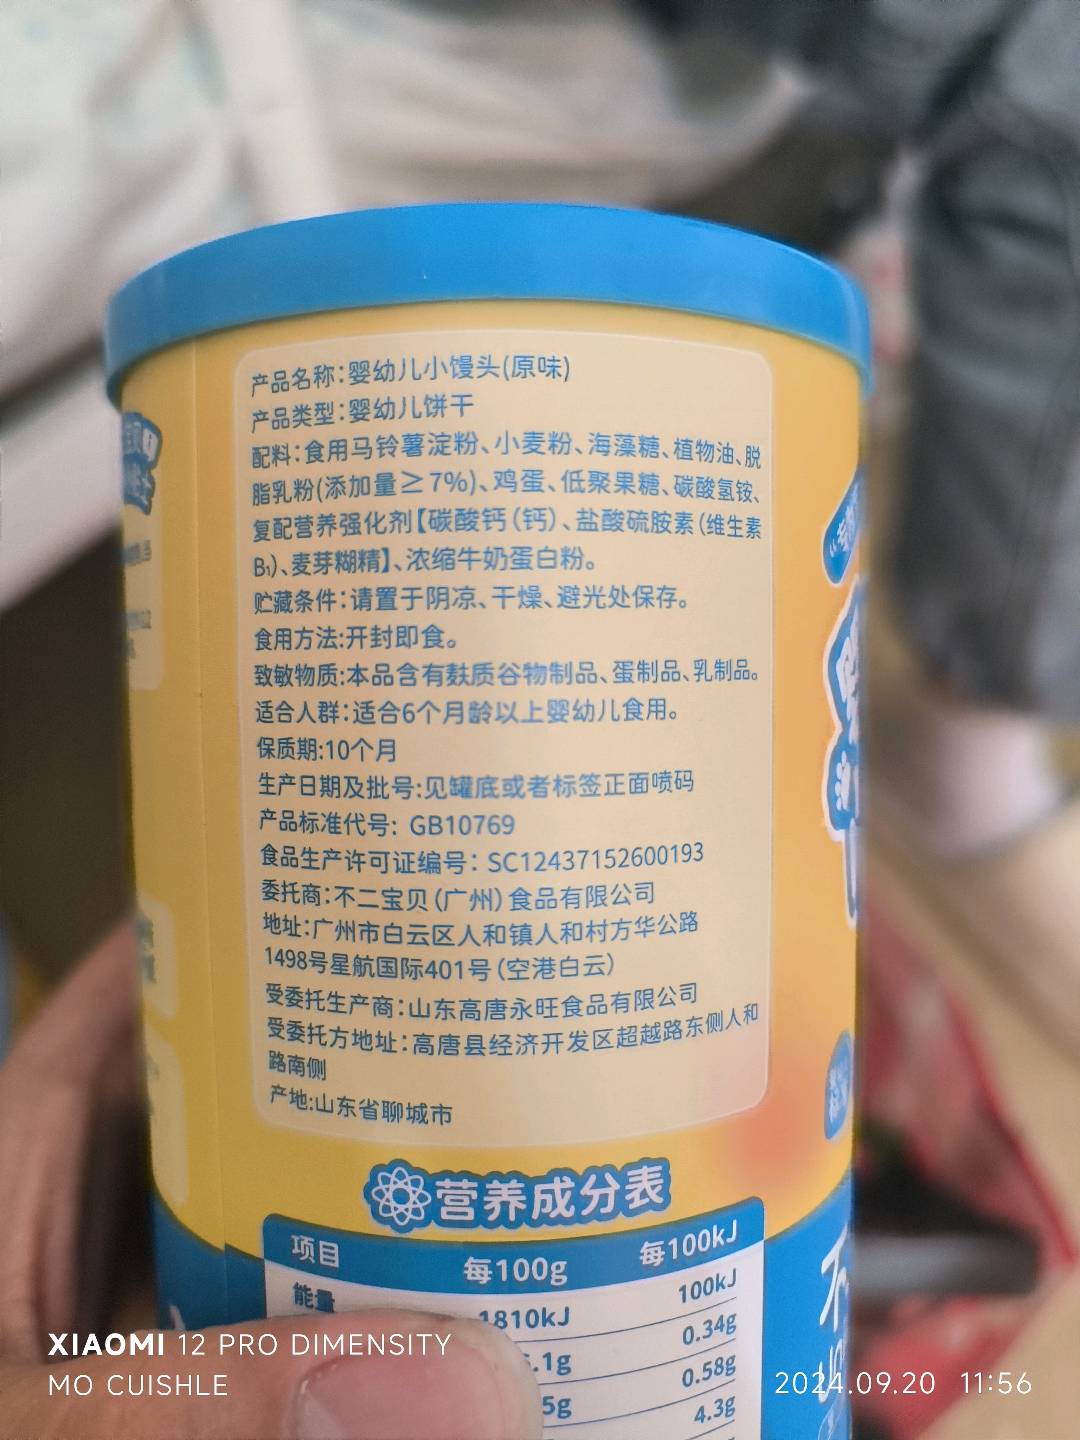 产品名称:婴幼儿小馒头(原味)
产品类型:婴幼儿饼干
配料:食用马铃薯淀粉、小麦粉、海藻糖、植物油、脱
脂乳粉(添加量≥7%)、鸡蛋、低聚果糖、碳酸氢铵、
复配营养强化剂【碳酸钙(钙)、盐酸硫胺素(维生素
B₁)、麦芽糊精】、浓缩牛奶蛋白粉。
贮藏条件:请置于阴凉、干燥、避光处保存。
食用方法:开封即食。
致敏物质:本品含有麸质谷物制品、蛋制品、乳制品。
适合人群:适合6个月龄以上婴幼儿食用。
保质期:10个月
生产日期及批号:见罐底或者标签正面喷码
产品标准代号: GB10769
食品生产许可证编号: SC12437152600193
委托商:不二宝贝(广州)食品有限公司
地址:广州市白云区人和镇人和村方华公路
1498号星航国际401号(空港白云)
受委托生产商:山东高唐永旺食品有限公司
受委托方地址:高唐县经济开发区超越路东侧人和
路南侧
产地:山东省聊城市
营养成分表
项目 每100g 每100kJ
能量 1810kJ 100kJ
.1g 0.34g
5g 0.58g
4.3g
XIAOMI 12 PRO DIMENSITY
MO CUISHLE
2024.09.20 11:56